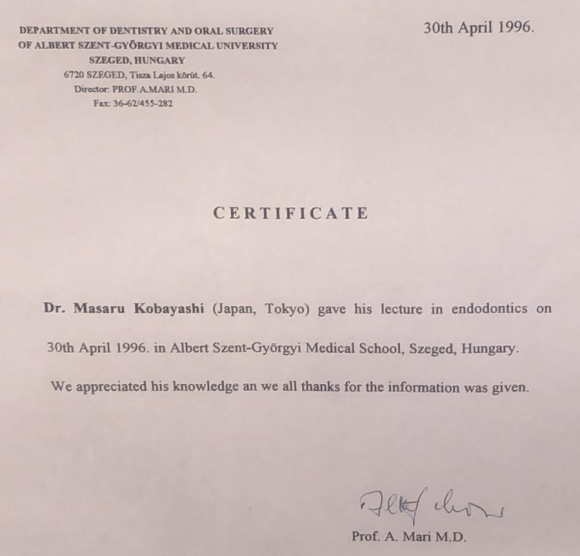 DEPARTMENT OF DENTISTRY AND ORAL SURGERY
OF ALBERT SZENT-GYÖRGYI MEDICAL UNIVERSITY
SZEGED, HUNGARY
6720 SZEGED, Tisza Lajos körút. 64.
Director: PROF.A.MARI M.D.
Fax: 36-62/455-282
30th April 1996.
CERTIFICATE
Dr. Masaru Kobayashi (Japan, Tokyo) gave his lecture in endodontics on
30th April 1996. in Albert Szent-Györgyi Medical School, Szeged, Hungary.
We appreciated his knowledge an we all thanks for the information was given.
Prof. A. Mari M.D.